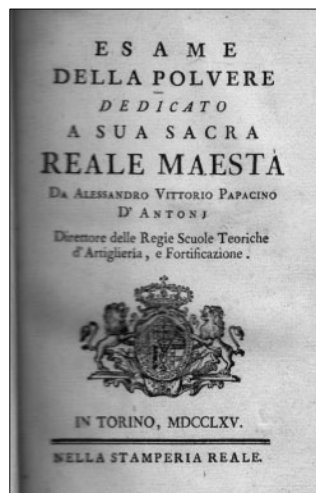 ESAME
DELLA POLVERE
DEDICATO
A SUA SACRA
REALE MAESTÀ
DA ALESSANDRO VITTORIO PAPACINO
D' ANTONJ
Direttore delle Regie Scuole Teoriche
d'Artiglieria, e Fortificazione.
IN TORINO, MDCCLXV.
NELLA STAMPERIA REALE.